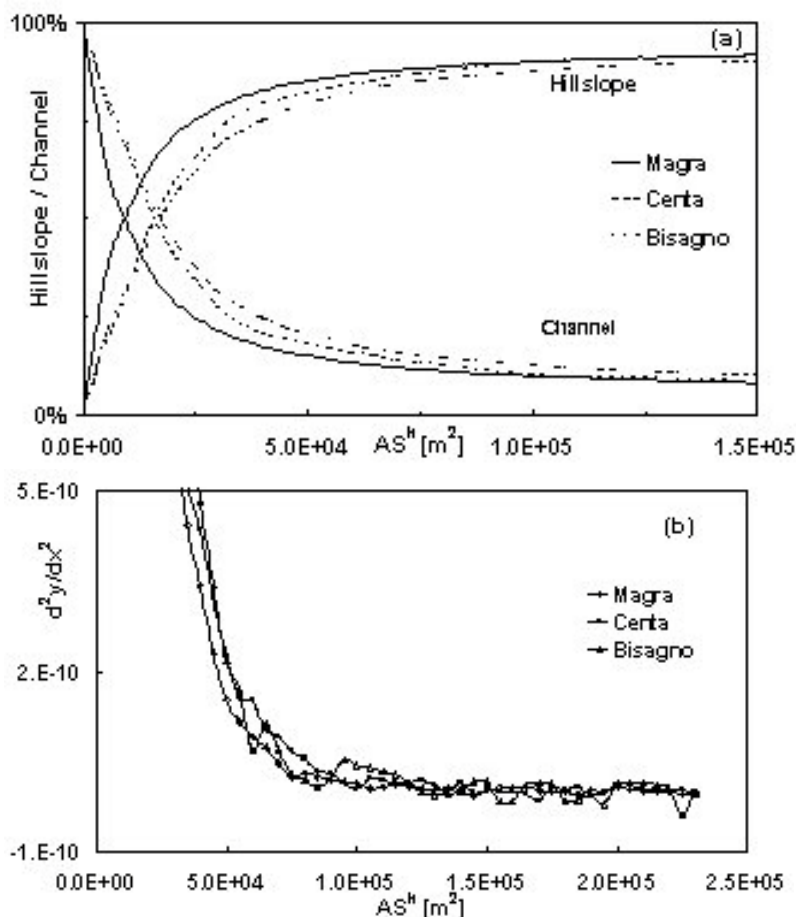 100%
(a)
Hillslope
Magra
Centa
Bisagno
Hillslope / Channel
Channel
0%
0.0E+00
5.0E+04
1.0E+05
1.5E+05
AS^k [m²]
5.E-10
(b)
d²y/dx²
Magra
Centa
Bisagno
2.E-10
-1.E-10
0.0E+00
5.0E+04
1.0E+05
1.5E+05
2.0E+05
2.5E+05
AS^k [m²]